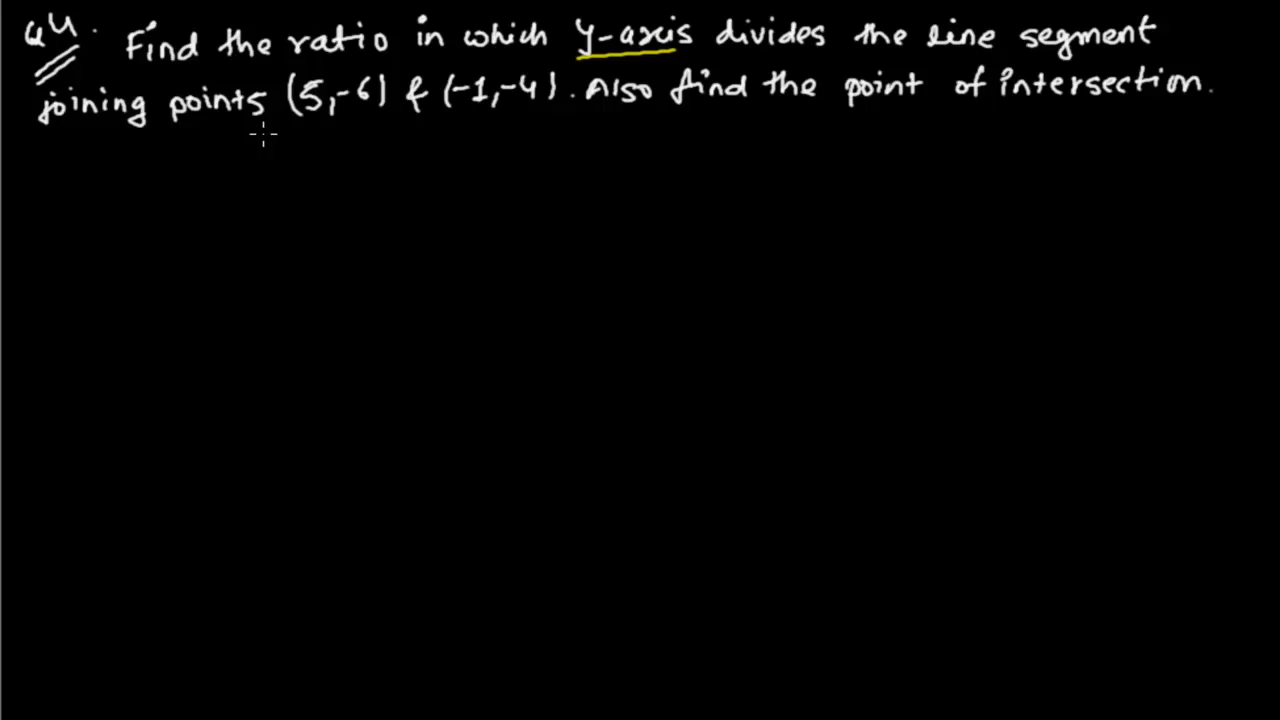 Q4. Find the ratio in which y-axis divides the line segment
joining points (5,-6) & (-1,-4). Also find the point of intersection.